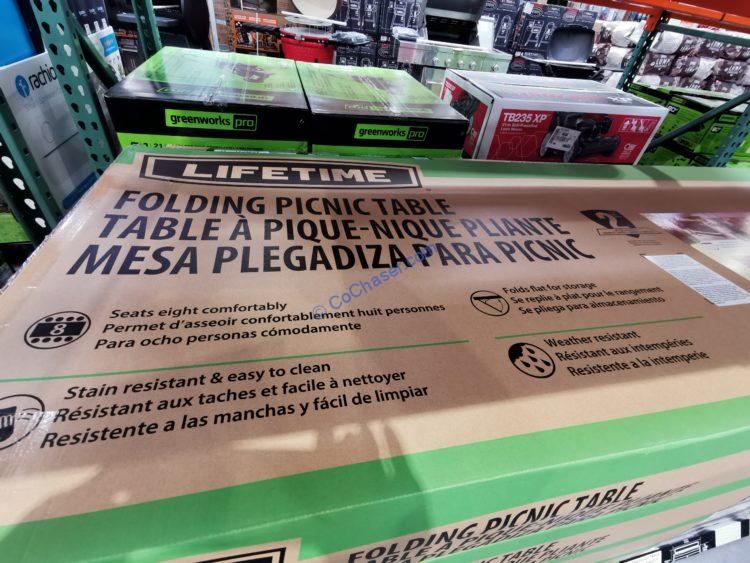 rachio
greenworks pro
greenworks pro
TB235 XP
LIFETIME
FOLDING PICNIC TABLE
TABLE À PIQUE-NIQUE PLIANTE
MESA PLEGADIZA PARA PICNIC
© CoChaser.com
8
Seats eight comfortably
Permet d'asseoir confortablement huit personnes
Para ocho personas cómodamente
Folds flat for storage
Se replie à plat pour le rangement
Se pliega para almacenamiento
Stain resistant & easy to clean
Résistant aux taches et facile à nettoyer
Resistente a las manchas y fácil de limpiar
Weather resistant
Résistant aux intempéries
Resistente a la intemperie
FOLDING PICNIC TABLE